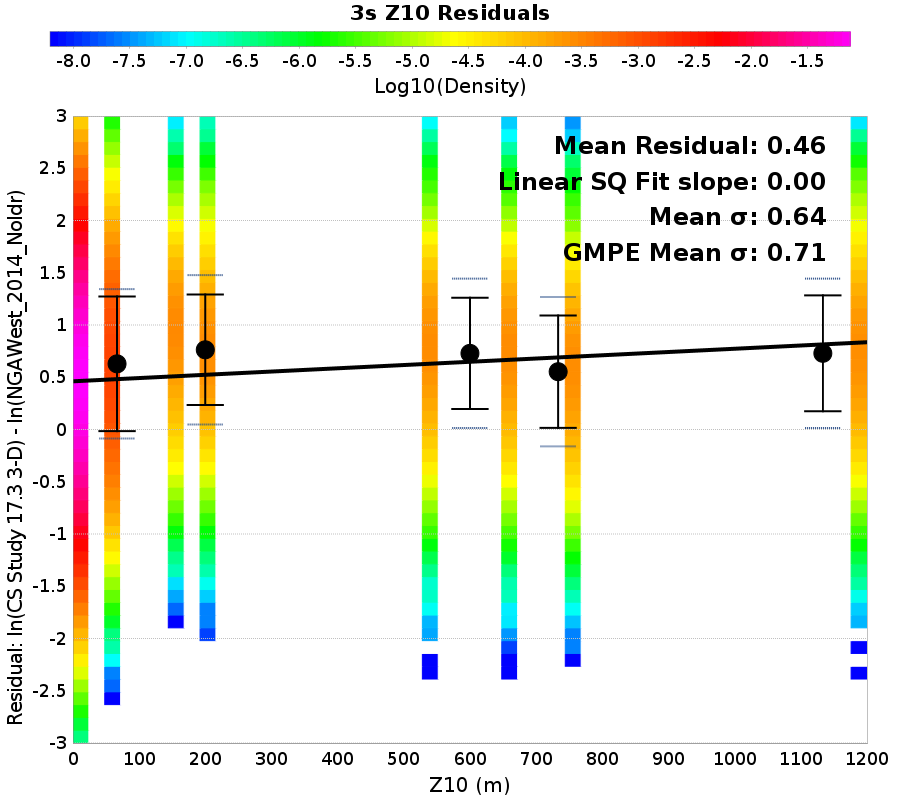 3s Z10 Residuals
-8.0 -7.5 -7.0 -6.5 -6.0 -5.5 -5.0 -4.5 -4.0 -3.5 -3.0 -2.5 -2.0 -1.5
Log10(Density)
Mean Residual: 0.46
Linear SQ Fit slope: 0.00
Mean σ: 0.64
GMPE Mean σ: 0.71
Residual: ln(CS Study 17.3 3-D) - ln(NGAWest_2014_NoIdr)
3
2.5
2
1.5
1
0.5
0
-0.5
-1
-1.5
-2
-2.5
-3
0 100 200 300 400 500 600 700 800 900 1000 1100 1200
Z10 (m)